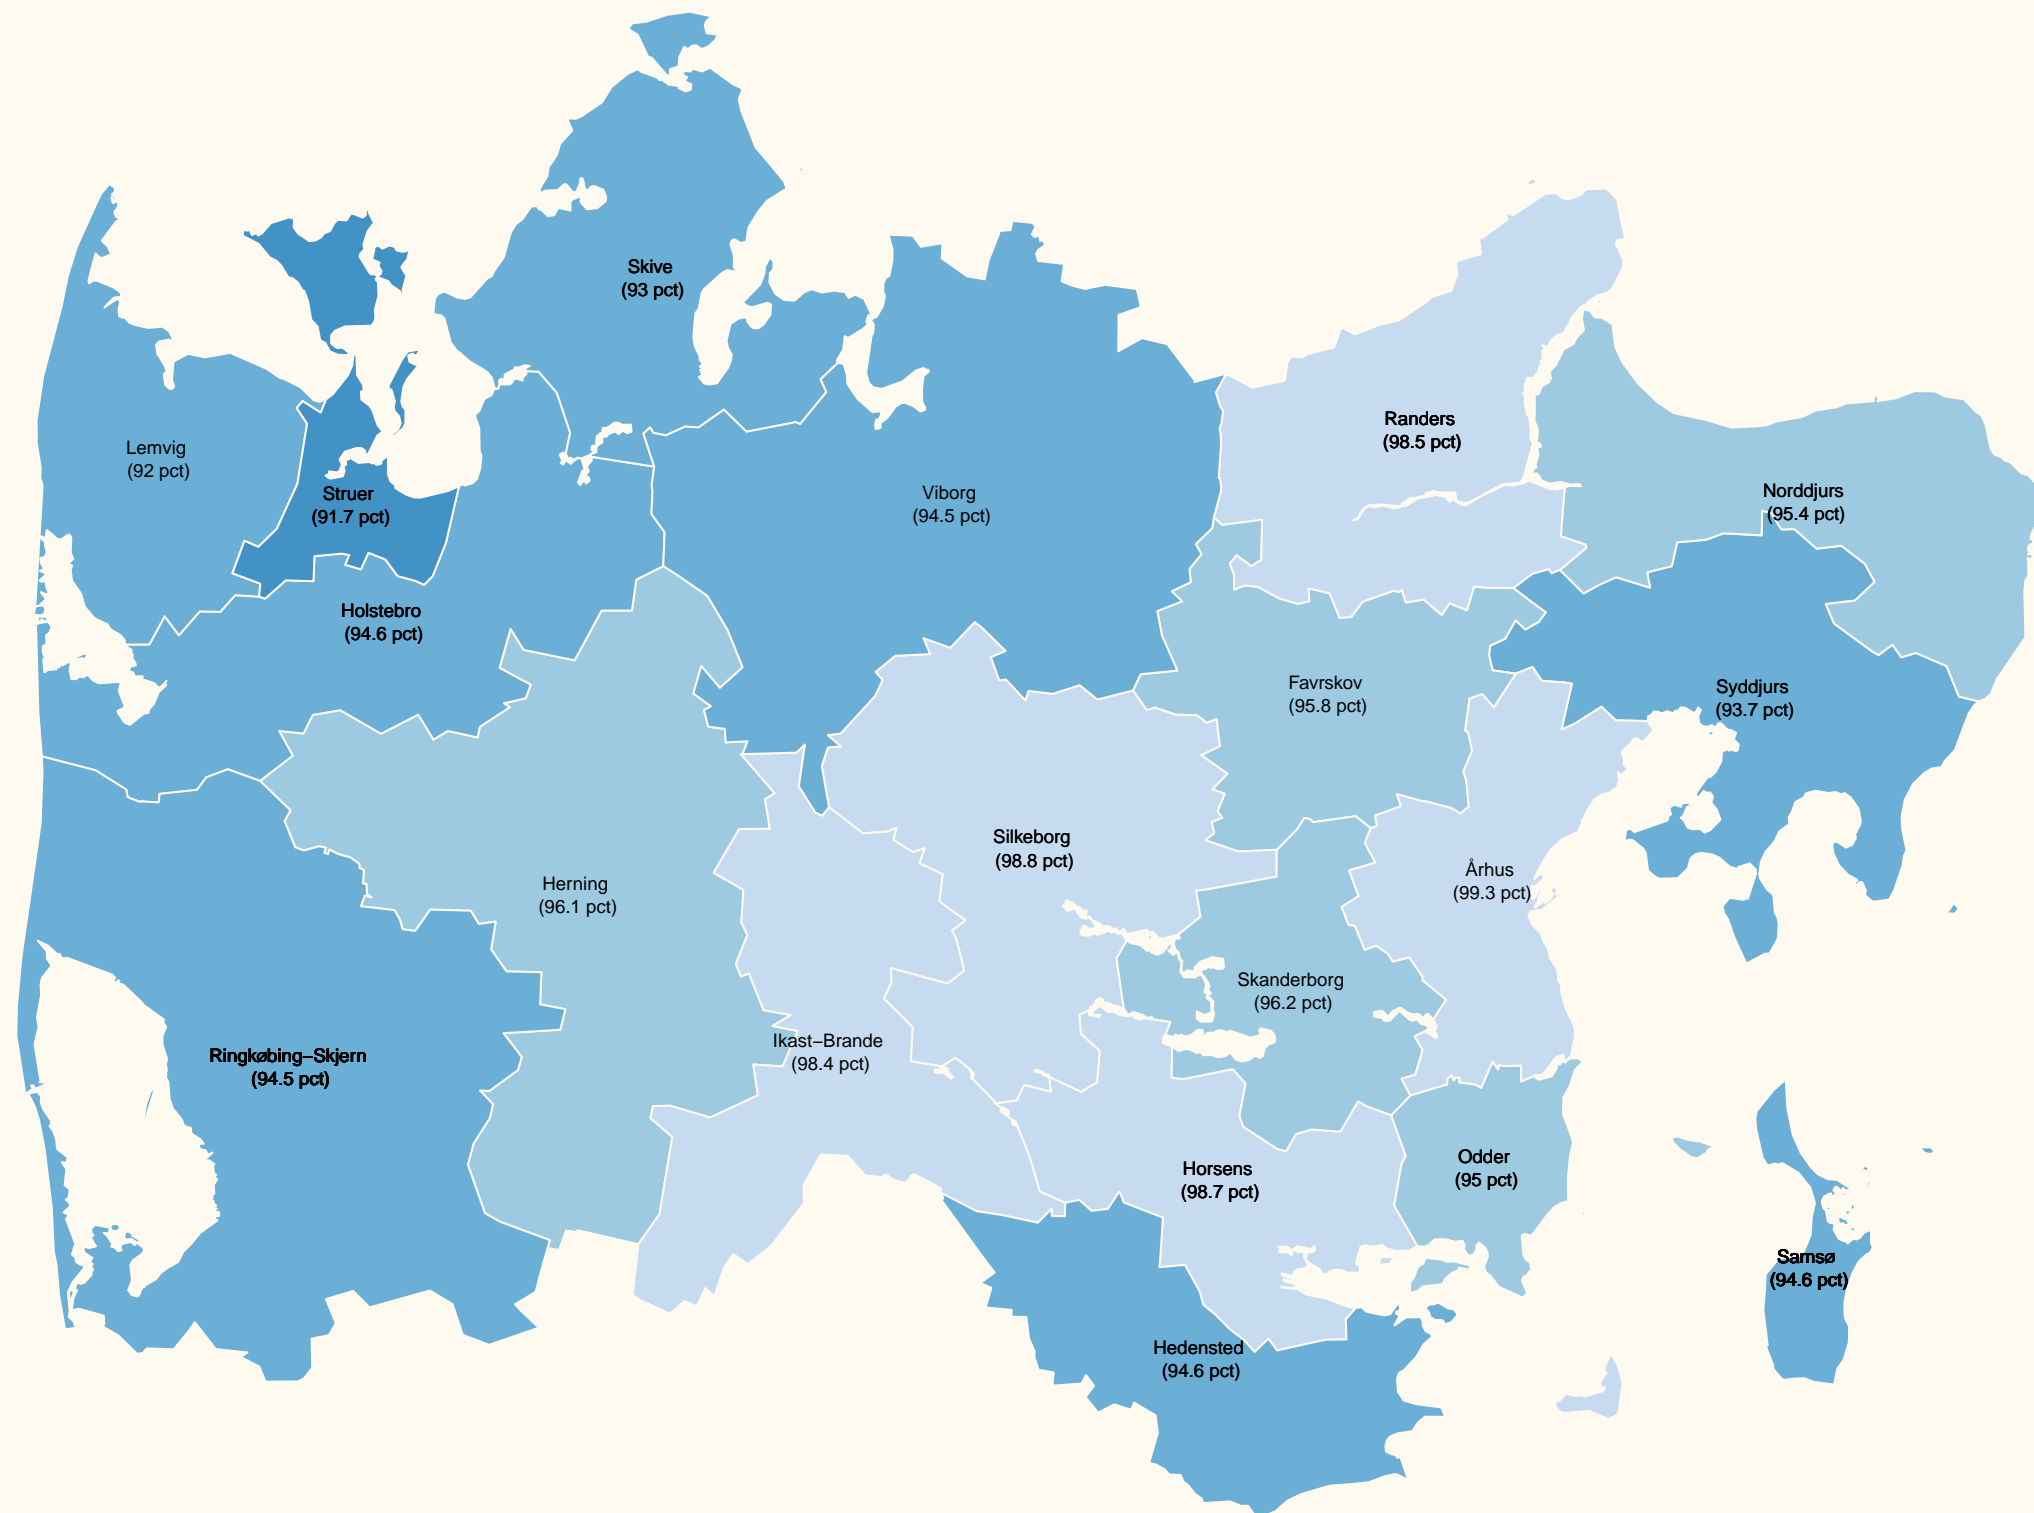 Skive
(93 pct)
Randers
(98.5 pct)
Lemvig
(92 pct)
Struer
(91.7 pct)
Viborg
(94.5 pct)
Norddjurs
(95.4 pct)
Holstebro
(94.6 pct)
Favrskov
(95.8 pct)
Syddjurs
(93.7 pct)
Silkeborg
(98.8 pct)
Herning
(96.1 pct)
Århus
(99.3 pct)
Skanderborg
(96.2 pct)
Ikast–Brande
(98.4 pct)
Ringkøbing–Skjern
(94.5 pct)
Horsens
(98.7 pct)
Odder
(95 pct)
Samsø
(94.6 pct)
Hedensted
(94.6 pct)